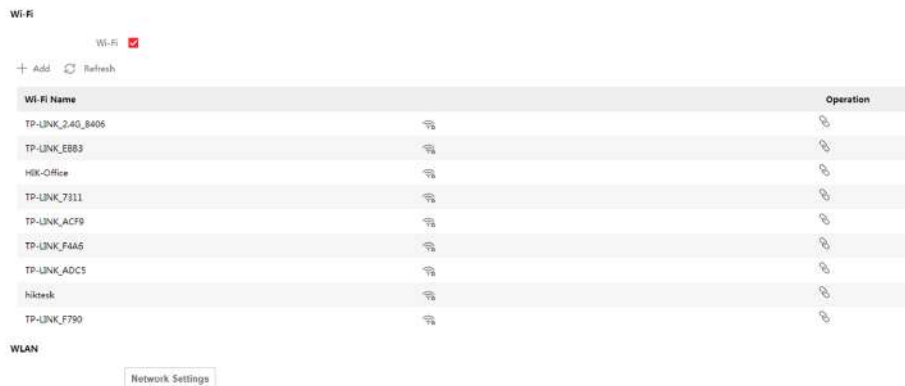 Wi-Fi
Wi-Fi
+ Add Refresh
Wi-Fi Name Operation
TP-LINK_2.4G_8406
TP-LINK_EBB3
HIK-Office
TP-LINK_7311
TP-LINK_ACF9
TP-LINK_F4A6
TP-LINK_ADC5
hiktesk
TP-LINK_F790
WLAN
Network Settings